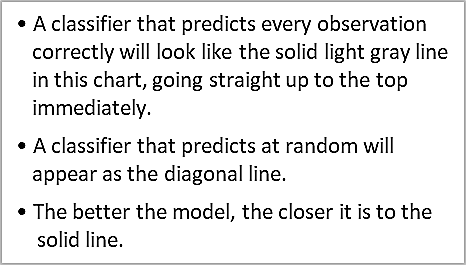 • A classifier that predicts every observation
correctly will look like the solid light gray line
in this chart, going straight up to the top
immediately.
• A classifier that predicts at random will
appear as the diagonal line.
• The better the model, the closer it is to the
solid line.